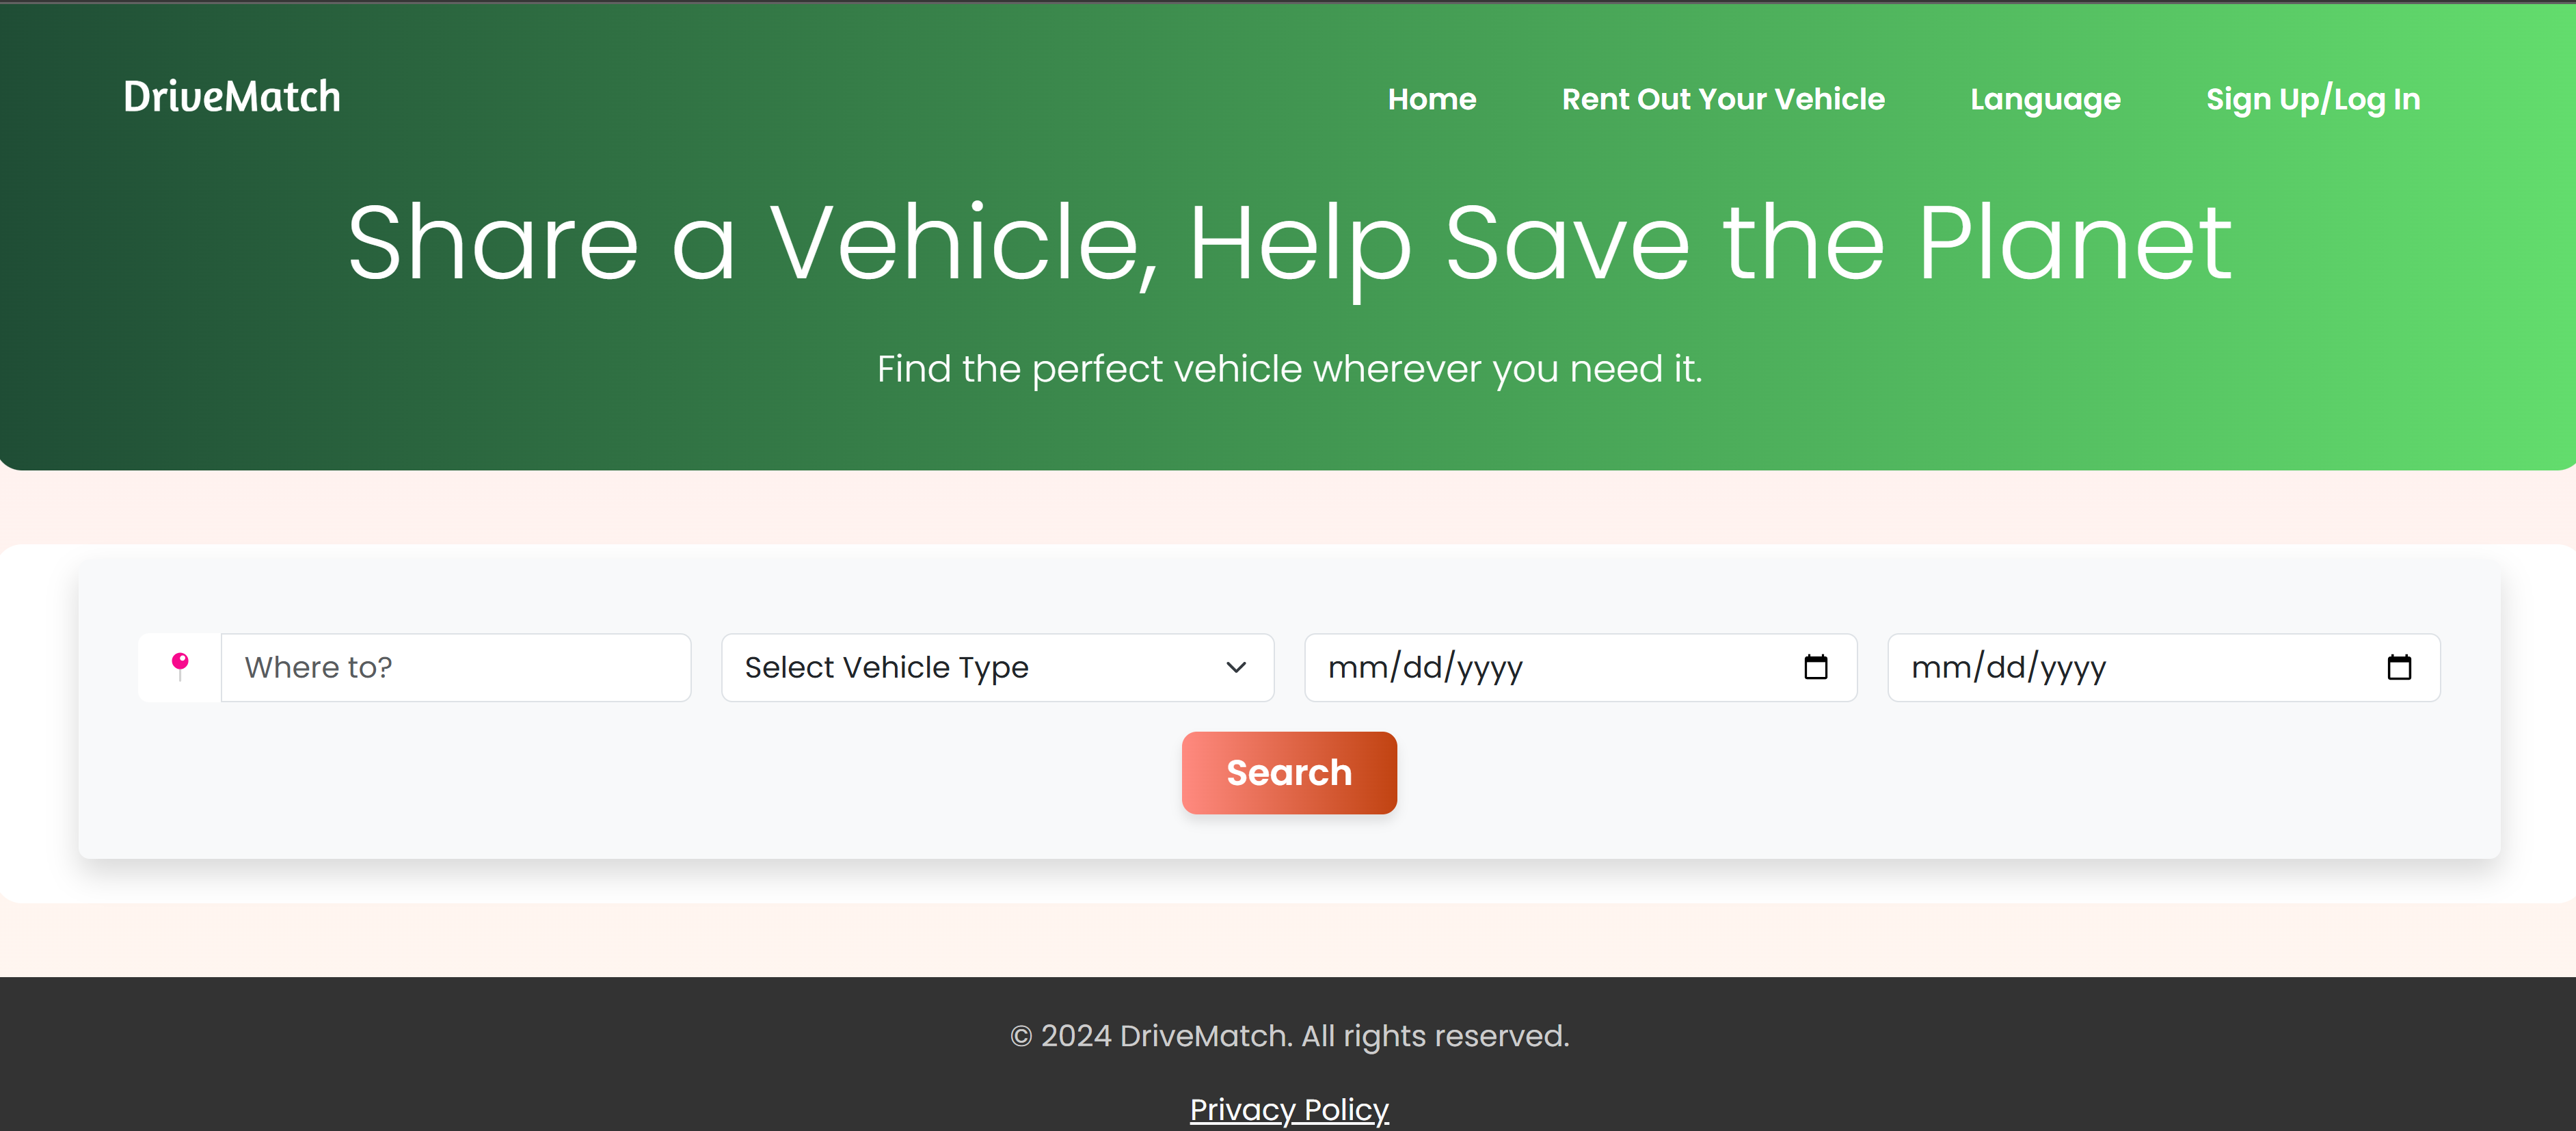 DriveMatch
Home Rent Out Your Vehicle Language Sign Up/Log In
Share a Vehicle, Help Save the Planet
Find the perfect vehicle wherever you need it.
Where to? Select Vehicle Type mm/dd/yyyy mm/dd/yyyy
Search
© 2024 DriveMatch. All rights reserved.
Privacy Policy